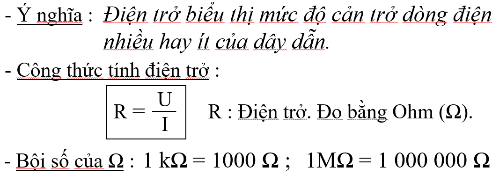 - Ý nghĩa : Điện trở biểu thị mức độ cản trở dòng điện
nhiều hay ít của dây dẫn.
- Công thức tính điện trở :
R = U/I   R : Điện trở. Đo bằng Ohm (Ω).
- Bội số của Ω : 1 kΩ = 1000 Ω ; 1MΩ = 1 000 000 Ω